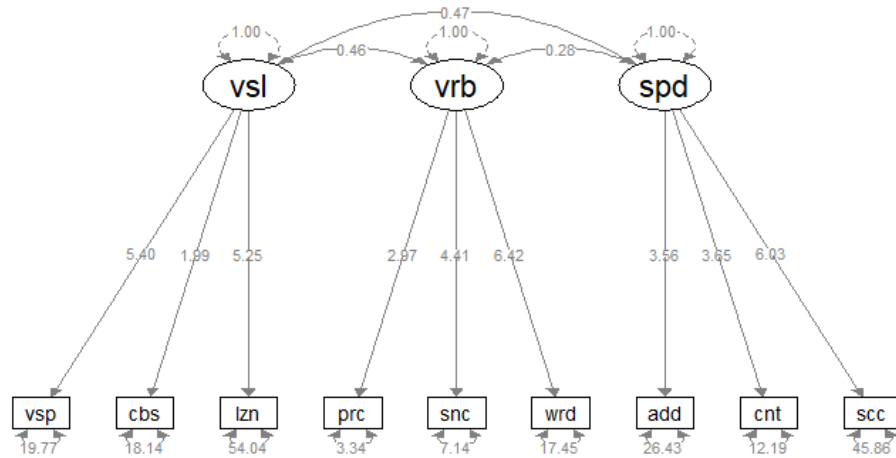 0.47
1.00 1.00 1.00
0.46 0.28
vsl vrb spd
5.40 1.99 5.25 2.97 4.41 6.42 3.56 3.65 6.03
vsp cbs lzn prc snc wrd add cnt scc
19.77 18.14 54.04 3.34 7.14 17.45 26.43 12.19 45.86